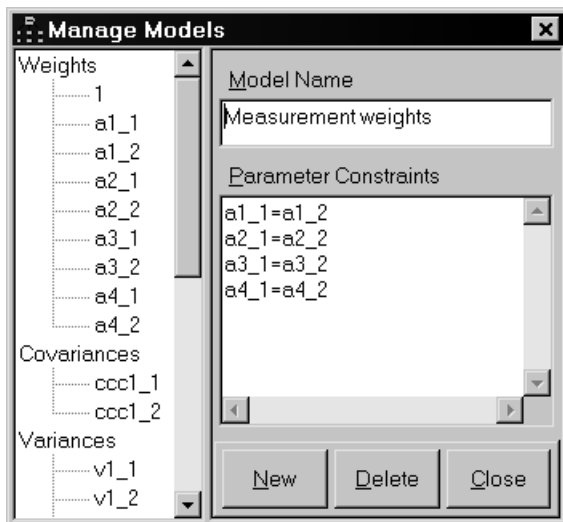 Manage Models
Weights
1
a1_1
a1_2
a2_1
a2_2
a3_1
a3_2
a4_1
a4_2
Covariances
ccc1_1
ccc1_2
Variances
v1_1
v1_2
Model Name
Measurement weights
Parameter Constraints
a1_1=a1_2
a2_1=a2_2
a3_1=a3_2
a4_1=a4_2
New Delete Close